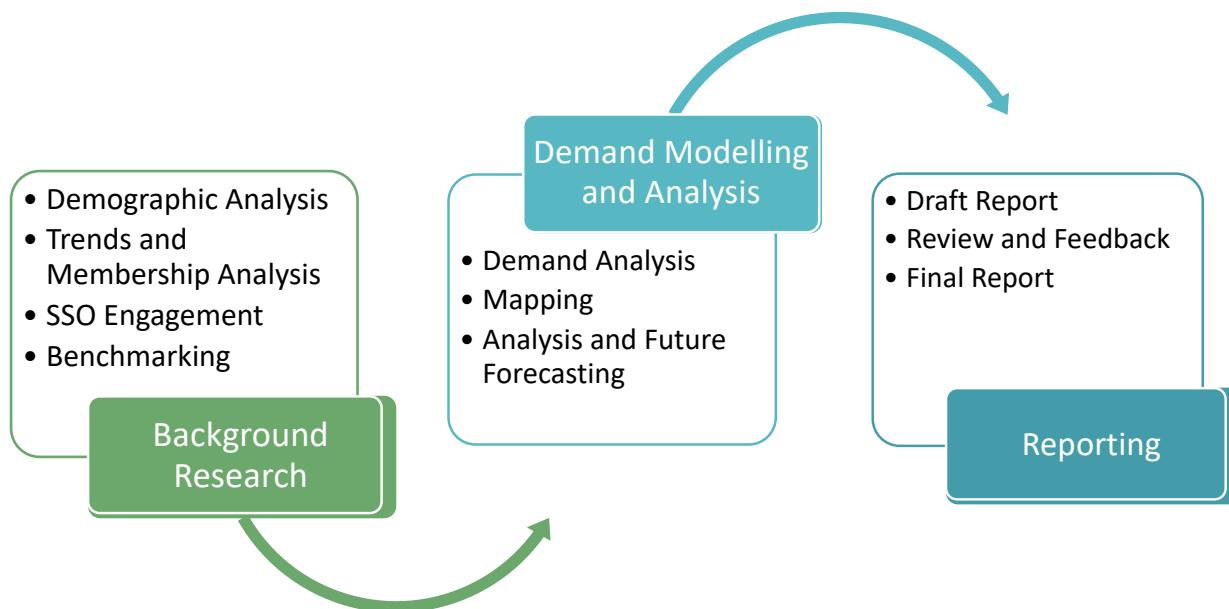 • Demographic Analysis
• Trends and
Membership Analysis
• SSO Engagement
• Benchmarking
Background
Research
Demand Modelling
and Analysis
• Demand Analysis
• Mapping
• Analysis and Future
Forecasting
• Draft Report
• Review and Feedback
• Final Report
Reporting